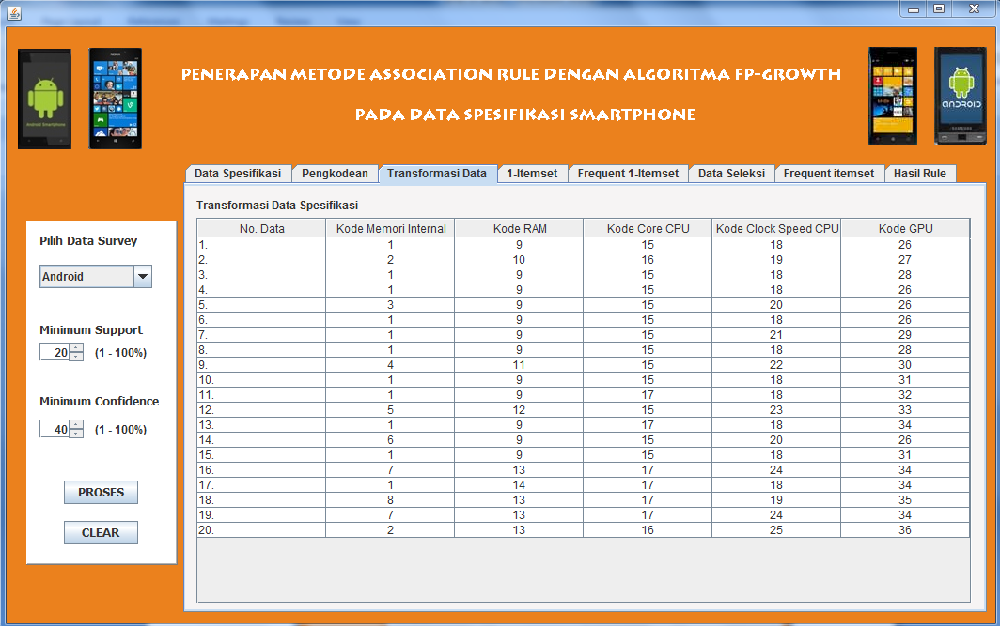 PENERAPAN METODE ASSOCIATION RULE DENGAN ALGORITMA FP-GROWTH
PADA DATA SPESIFIKASI SMARTPHONE
Data Spesifikasi Pengkodean Transformasi Data 1-Itemset Frequent 1-Itemset Data Seleksi Frequent itemset Hasil Rule
Pilih Data Survey
Android
Minimum Support
20 (1 - 100%)
Minimum Confidence
40 (1 - 100%)
PROSES
CLEAR
Transformasi Data Spesifikasi
No. Data Kode Memori Internal Kode RAM Kode Core CPU Kode Clock Speed CPU Kode GPU
1. 1 9 15 18 26
2. 2 10 16 19 27
3. 1 9 15 18 28
4. 1 9 15 18 26
5. 3 9 15 20 26
6. 1 9 15 18 26
7. 1 9 15 21 29
8. 1 9 15 18 28
9. 4 11 15 22 30
10. 1 9 15 18 31
11. 1 9 17 18 32
12. 5 12 15 23 33
13. 1 9 17 18 34
14. 6 9 15 20 26
15. 1 9 15 18 31
16. 7 13 17 24 34
17. 1 14 17 18 34
18. 8 13 17 19 35
19. 7 13 17 24 34
20. 2 13 16 25 36